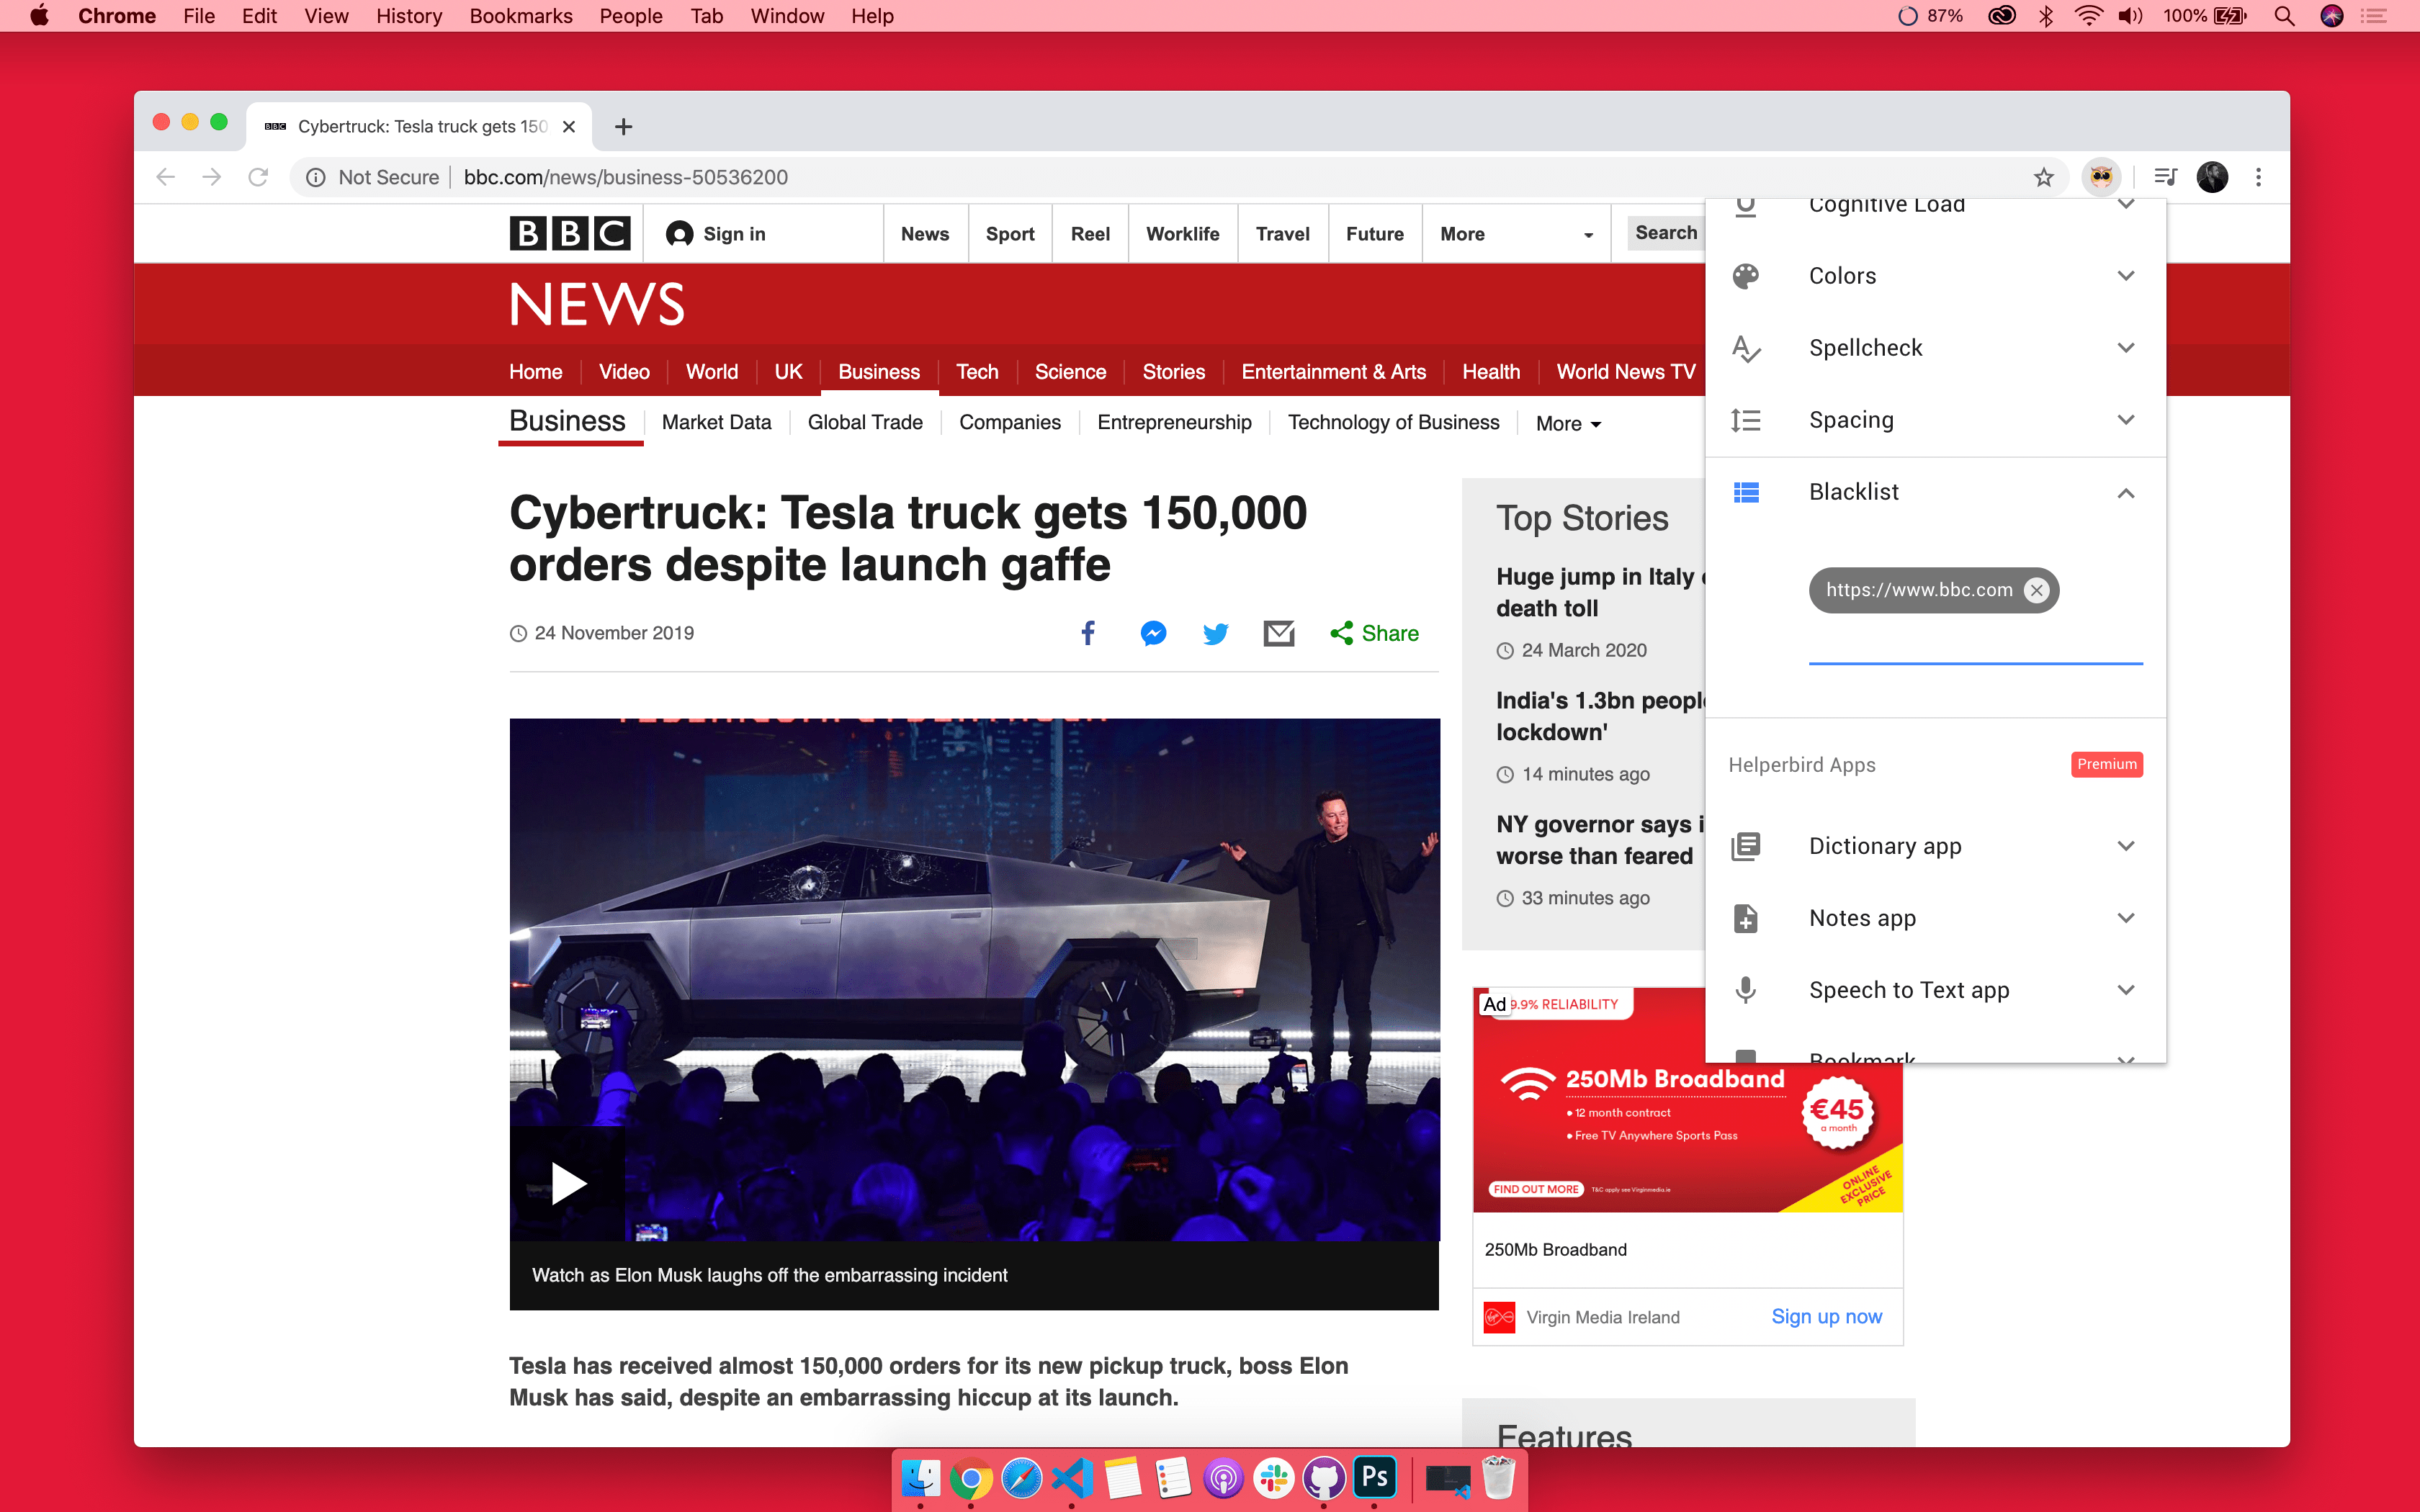 Chrome File Edit View History Bookmarks People Tab Window Help
87% 100%
BBC Cybertruck: Tesla truck gets 150
Not Secure bbc.com/news/business-50536200
BBC Sign in News Sport Reel Worklife Travel Future More Search
NEWS
Home Video World UK Business Tech Science Stories Entertainment & Arts Health World News TV
Business Market Data Global Trade Companies Entrepreneurship Technology of Business More
Cybertruck: Tesla truck gets 150,000
orders despite launch gaffe
24 November 2019
Share
Watch as Elon Musk laughs off the embarrassing incident
Tesla has received almost 150,000 orders for its new pickup truck, boss Elon
Musk has said, despite an embarrassing hiccup at its launch.
Top Stories
Huge jump in Italy
death toll
24 March 2020
India's 1.3bn people
lockdown'
14 minutes ago
NY governor says
worse than feared
33 minutes ago
Ad 9.9% RELIABILITY
250Mb Broadband
• 12 month contract
• Free TV Anywhere Sports Pass
€45
a month
FIND OUT MORE T&C apply see Virginmedia.ie
ONLINE
EXCLUSIVE
PRICE
250Mb Broadband
Virgin Media Ireland Sign up now
Features
Cognitive Load
Colors
Spellcheck
Spacing
Blacklist
https://www.bbc.com
Helperbird Apps Premium
Dictionary app
Notes app
Speech to Text app
Bookmark
Ps